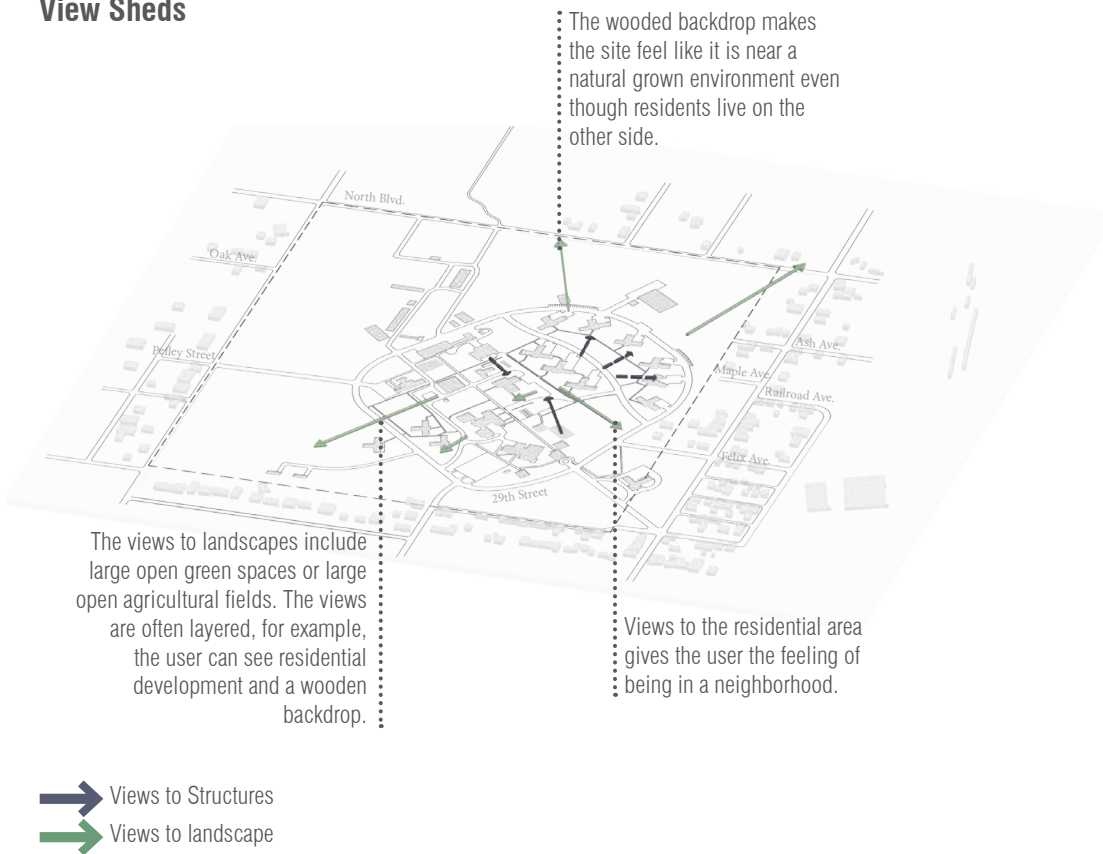 View Sheds
The wooded backdrop makes
the site feel like it is near a
natural grown environment even
though residents live on the
other side.
North Blvd.
Oak Ave.
Pefley Street
Ash Ave.
Maple Ave.
Railroad Ave.
Felix Ave.
29th Street
The views to landscapes include
large open green spaces or large
open agricultural fields. The views
are often layered, for example,
the user can see residential
development and a wooden
backdrop.
Views to the residential area
gives the user the feeling of
being in a neighborhood.
Views to Structures
Views to landscape